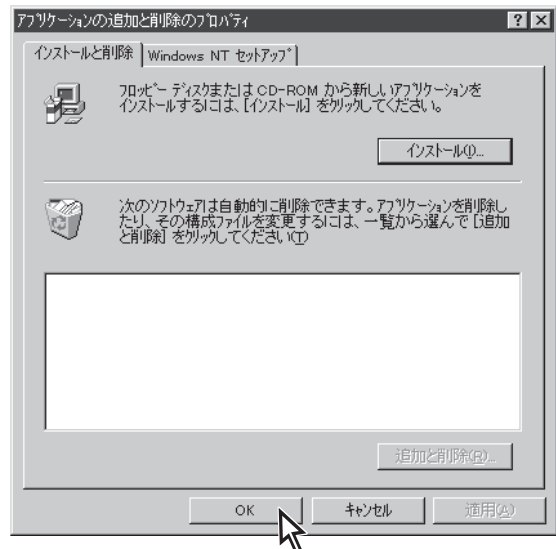 アプリケーションの追加と削除のプロパティ
インストールと削除 Windows NT セットアップ
フロッピー ディスクまたは CD-ROM から新しいアプリケーションを
インストールするには、[インストール] をクリックしてください。
インストール(I)...
次のソフトウェアは自動的に削除できます。アプリケーションを削除し
たり、その構成ファイルを変更するには、一覧から選んで [追加
と削除] をクリックしてください(T)
追加と削除(R)...
OK キャンセル 適用(A)